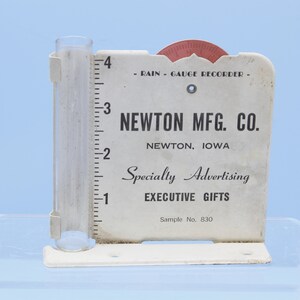 - RAIN - GAUGE RECORDER -
4
3
2
1
NEWTON MFG. CO.
NEWTON, IOWA
Specialty Advertising
EXECUTIVE GIFTS
Sample No. 830